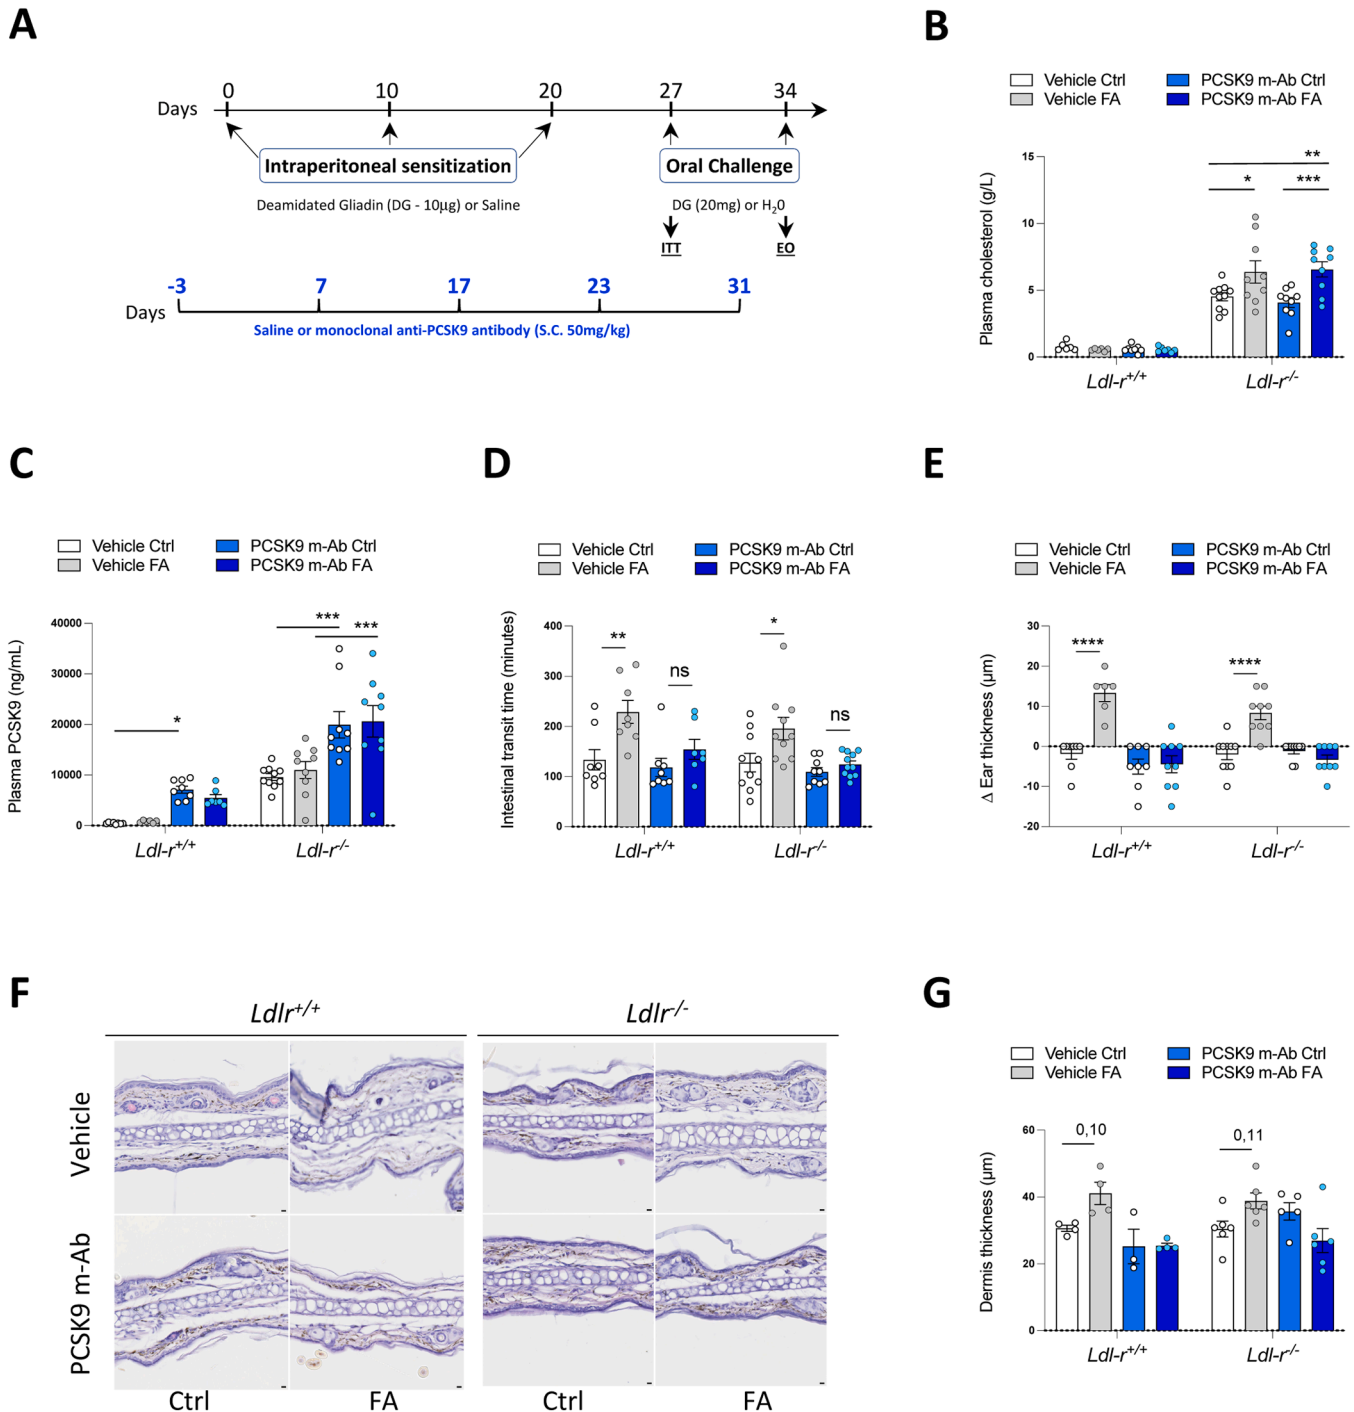 A
Days
0 10 20 27 34
Intraperitoneal sensitization
Oral Challenge
Deamidated Gliadin (DG - 10µg) or Saline
DG (20mg) or H₂0
ITT EO
-3 7 17 23 31
Days
Saline or monoclonal anti-PCSK9 antibody (S.C. 50mg/kg)
B
Vehicle Ctrl PCSK9 m-Ab Ctrl
Vehicle FA PCSK9 m-Ab FA
Plasma cholesterol (g/L)
15
10
5
0
**
* ***
Ldl-r+/+ Ldl-r-/-
C
Vehicle Ctrl PCSK9 m-Ab Ctrl
Vehicle FA PCSK9 m-Ab FA
Plasma PCSK9 (ng/mL)
40000
30000
20000
10000
0
*** ***
*
Ldl-r+/+ Ldl-r-/-
D
Vehicle Ctrl PCSK9 m-Ab Ctrl
Vehicle FA PCSK9 m-Ab FA
Intestinal transit time (minutes)
400
300
200
100
0
** ns * ns
Ldl-r+/+ Ldl-r-/-
E
Vehicle Ctrl PCSK9 m-Ab Ctrl
Vehicle FA PCSK9 m-Ab FA
Δ Ear thickness (µm)
30
20
10
0
-10
-20
**** ****
Ldl-r+/+ Ldl-r-/-
F
Ldlr+/+ Ldlr-/-
Vehicle
PCSK9 m-Ab
Ctrl FA Ctrl FA
G
Vehicle Ctrl PCSK9 m-Ab Ctrl
Vehicle FA PCSK9 m-Ab FA
Dermis thickness (µm)
60
40
20
0
0,10 0,11
Ldl-r+/+ Ldl-r-/-